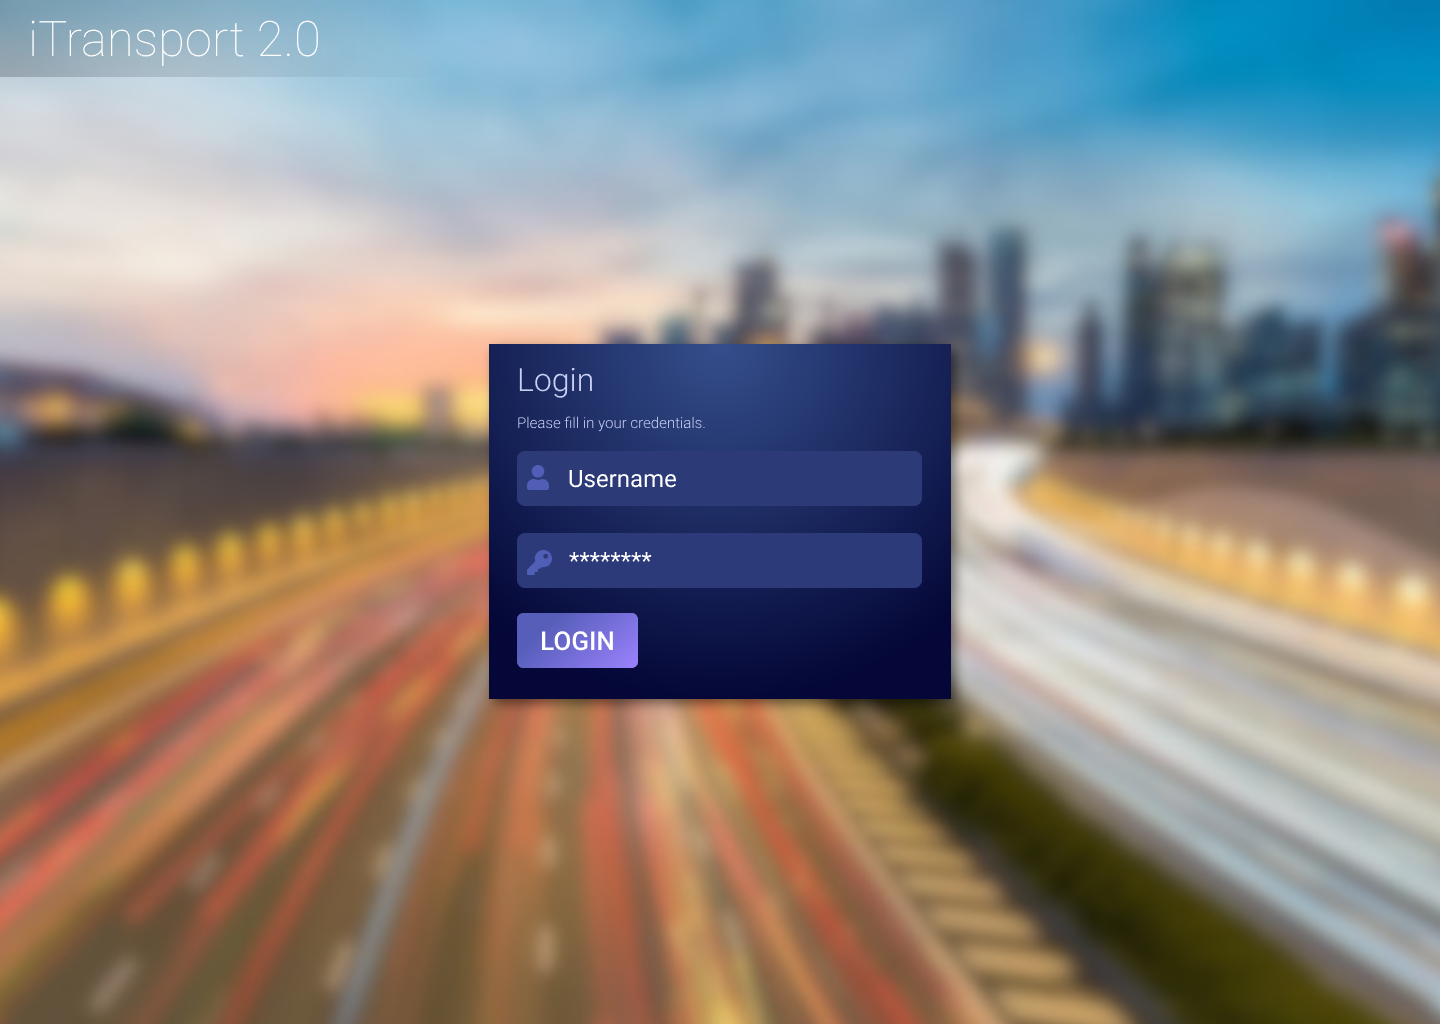 iTransport 2.0
Login
Please fill in your credentials.
Username
********
LOGIN